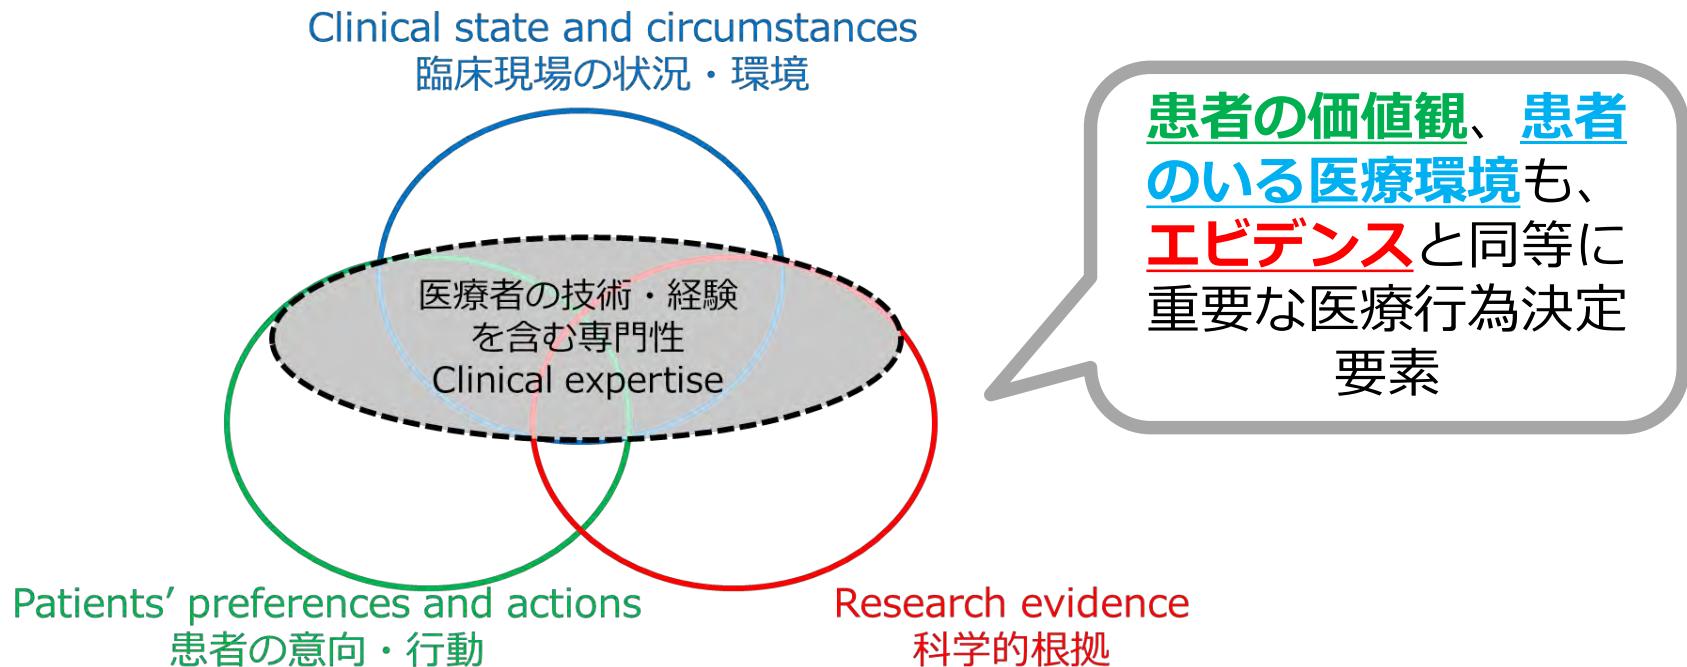 Clinical state and circumstances
臨床現場の状況・環境
医療者の技術・経験
を含む専門性
Clinical expertise
Patients’ preferences and actions
患者の意向・行動
Research evidence
科学的根拠
患者の価値観、患者
のいる医療環境も、
エビデンスと同等に
重要な医療行為決定
要素